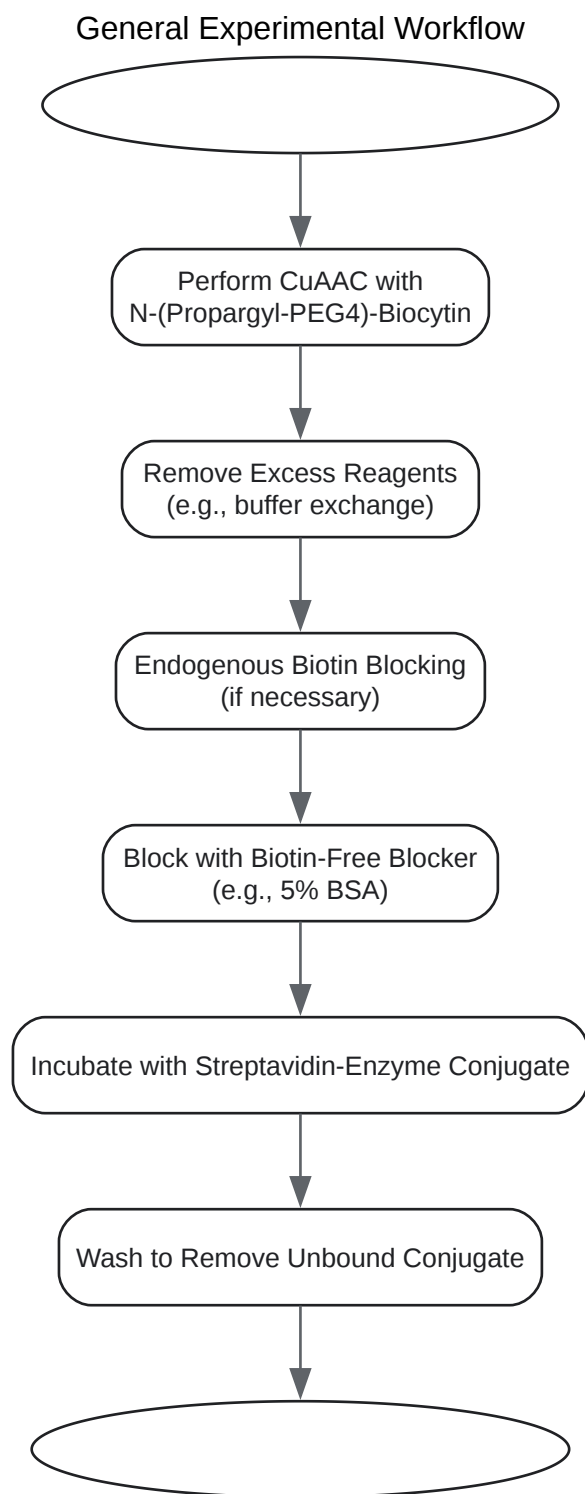 General Experimental Workflow
Perform CuAAC with
N-(Propargyl-PEG4)-Biocytin
Remove Excess Reagents
(e.g., buffer exchange)
Endogenous Biotin Blocking
(if necessary)
Block with Biotin-Free Blocker
(e.g., 5% BSA)
Incubate with Streptavidin-Enzyme Conjugate
Wash to Remove Unbound Conjugate